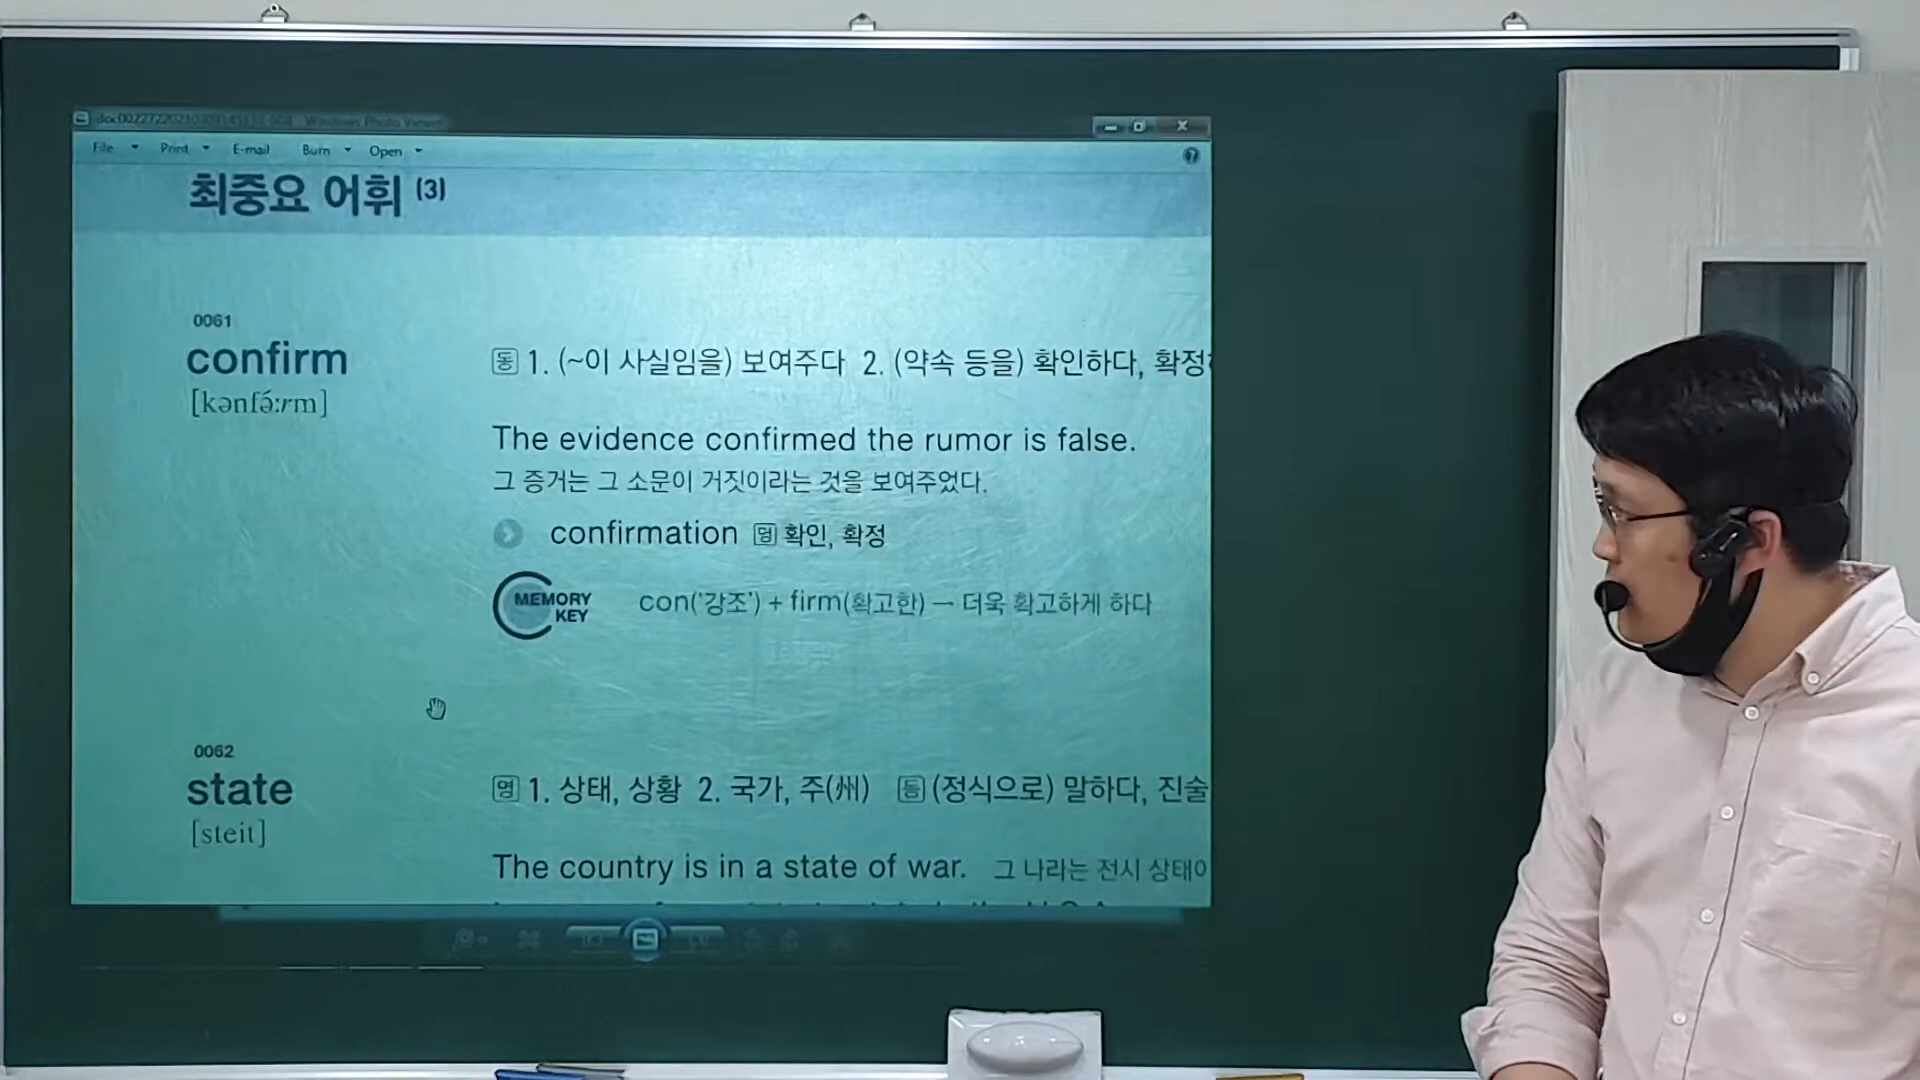 Windows Photo Viewer
File Print E-mail Burn Open
최중요 어휘 (3)
0061
confirm
[kənfə́:rm]
동 1. (~이 사실임을) 보여주다 2. (약속 등을) 확인하다, 확정
The evidence confirmed the rumor is false.
그 증거는 그 소문이 거짓이라는 것을 보여주었다.
confirmation 명 확인, 확정
MEMORY KEY con('강조') + firm(확고한) → 더욱 확고하게 하다
0062
state
[steit]
명 1. 상태, 상황 2. 국가, 주(州) 동 (정식으로) 말하다, 진술
The country is in a state of war. 그 나라는 전시 상태이